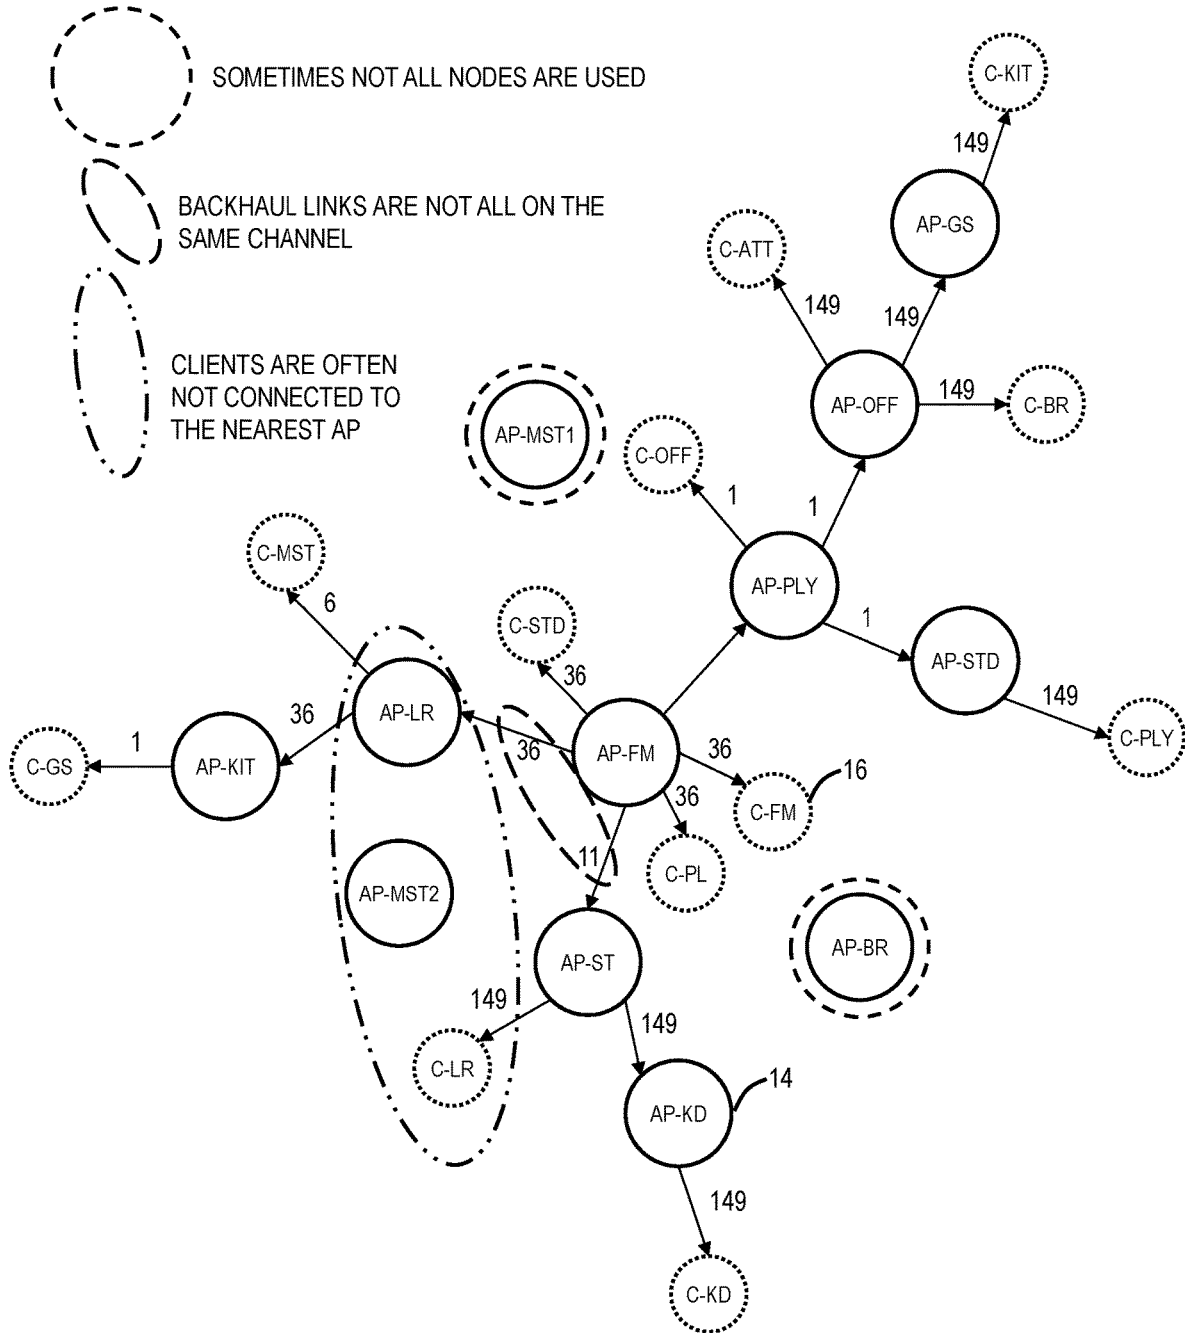 SOMETIMES NOT ALL NODES ARE USED
BACKHAUL LINKS ARE NOT ALL ON THE
SAME CHANNEL
CLIENTS ARE OFTEN
NOT CONNECTED TO
THE NEAREST AP
C-KIT
149
AP-GS
C-ATT
149
149
AP-OFF
149
C-BR
AP-MST1
C-OFF
1
1
C-MST
6
AP-PLY
C-STD
1
36
AP-STD
149
C-PLY
AP-LR
36
36
AP-FM
36
16
C-GS
1
AP-KIT
36
C-FM
11
C-PL
AP-MST2
AP-BR
AP-ST
149
149
C-LR
14
AP-KD
149
C-KD